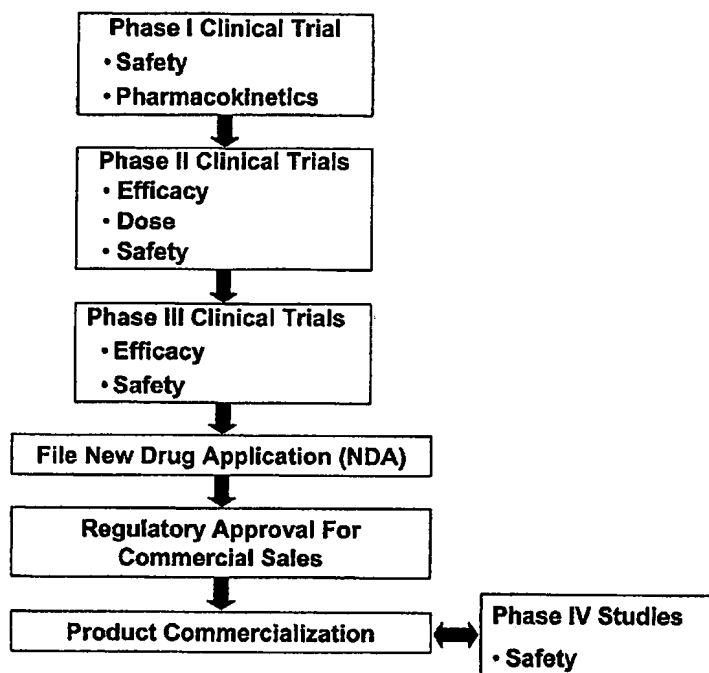 Phase I Clinical Trial
• Safety
• Pharmacokinetics
Phase II Clinical Trials
• Efficacy
• Dose
• Safety
Phase III Clinical Trials
• Efficacy
• Safety
File New Drug Application (NDA)
Regulatory Approval For
Commercial Sales
Product Commercialization
Phase IV Studies
• Safety